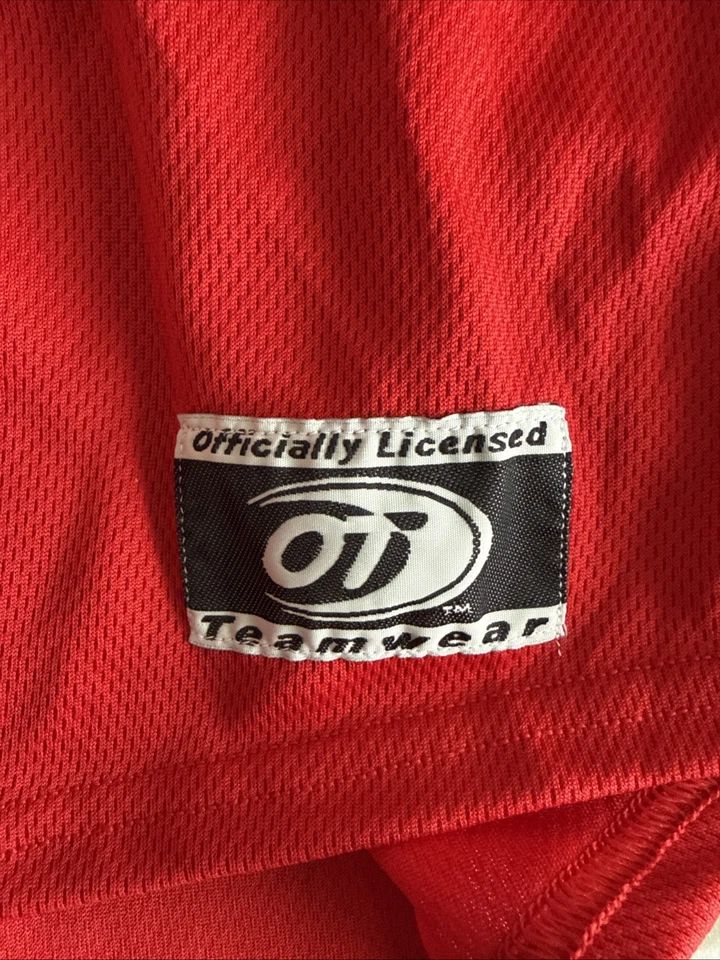 Officially Licensed
OT
TM
Teamwear